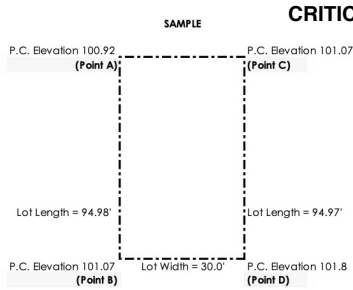 CRITIC
SAMPLE
P.C. Elevation 100.92
(Point A)
P.C. Elevation 101.07
(Point C)
Lot Length = 94.98'
Lot Length = 94.97'
P.C. Elevation 101.07
(Point B)
Lot Width = 30.0'
P.C. Elevation 101.8
(Point D)